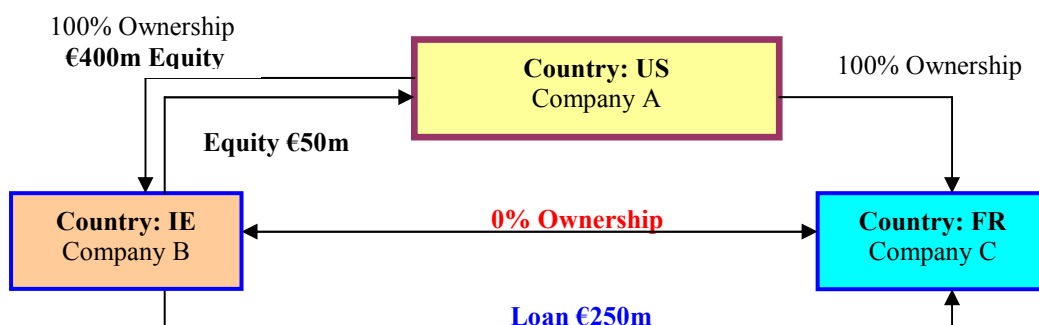 100% Ownership
€400m Equity
Country: US
Company A
100% Ownership
Equity €50m
Country: IE
Company B
0% Ownership
Country: FR
Company C
Loan €250m